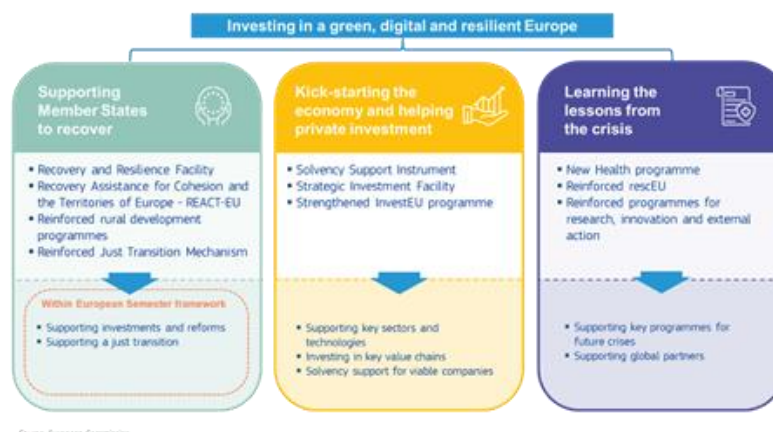 Investing in a green, digital and resilient Europe
Supporting
Member States
to recover
Recovery and Resilience Facility
Recovery Assistance for Cohesion and
the Territories of Europe - REACT-EU
Reinforced rural development
programmes
Reinforced Just Transition Mechanism
Within European Semester framework
Supporting investments and reforms
Supporting a just transition
Kick-starting the
economy and helping
private investment
Solvency Support Instrument
Strategic Investment Facility
Strengthened InvestEU programme
Supporting key sectors and
technologies
Investing in key value chains
Solvency support for viable companies
Learning the
lessons from
the crisis
New Health programme
Reinforced rescEU
Reinforced programmes for
research, innovation and external
action
Supporting key programmes for
future crises
Supporting global partners